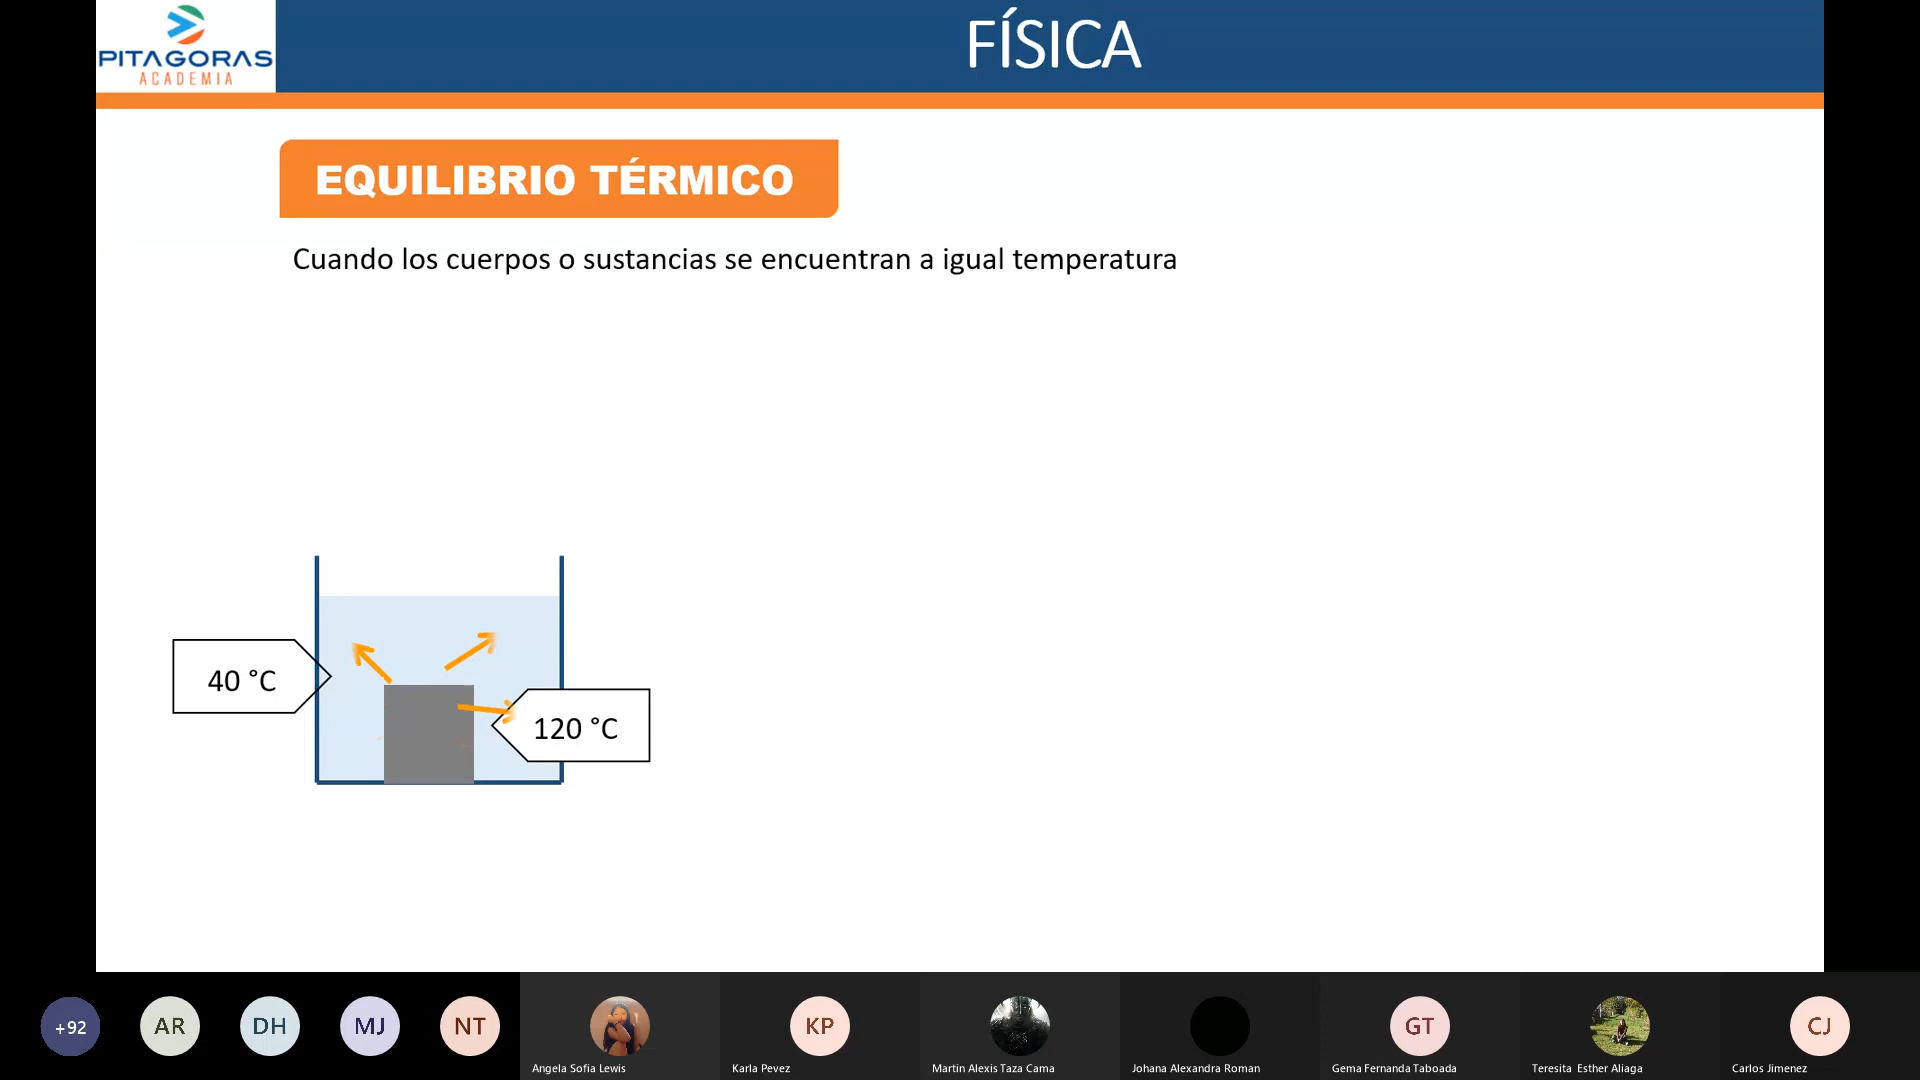 PITAGORAS
ACADEMIA
FÍSICA
EQUILIBRIO TÉRMICO
Cuando los cuerpos o sustancias se encuentran a igual temperatura
40 °C
120 °C
+92
AR
DH
MJ
NT
KP
GT
CJ
Angela Sofia Lewis
Karla Pevez
Martin Alexis Taza Cama
Johana Alexandra Roman
Gema Fernanda Taboada
Teresita Esther Aliaga
Carlos Jimenez